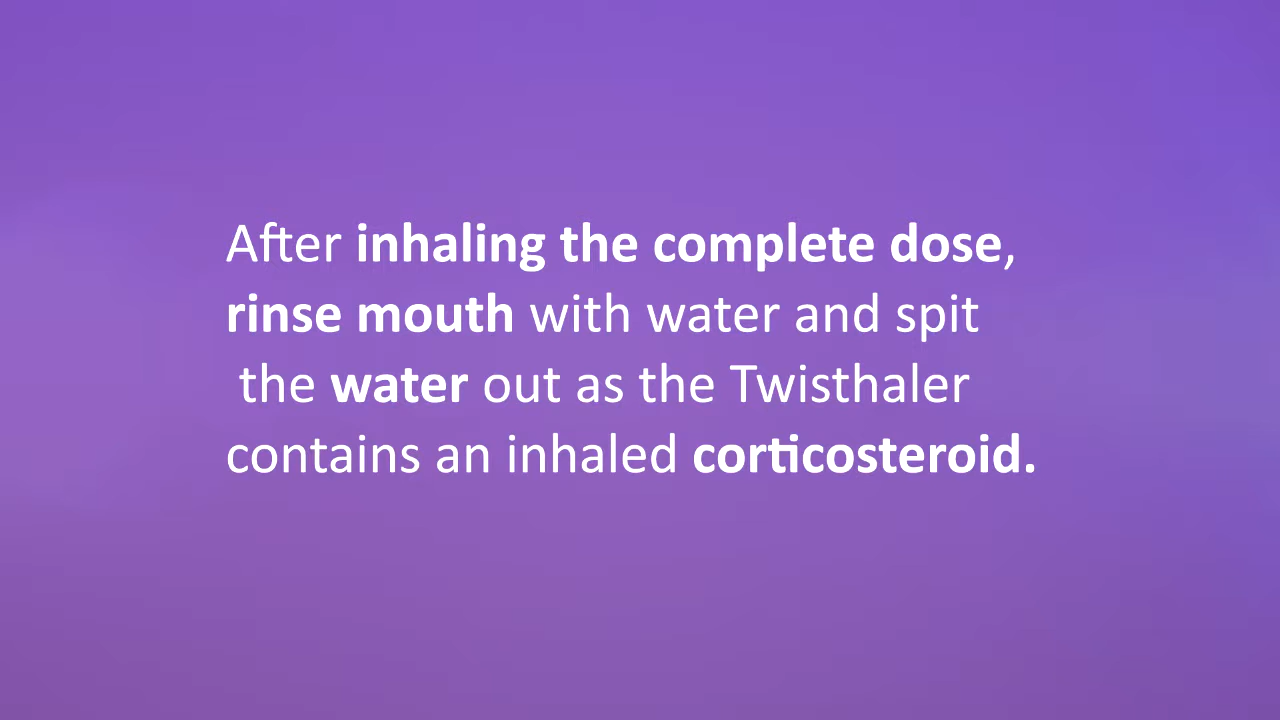 After inhaling the complete dose,
rinse mouth with water and spit
the water out as the Twisthaler
contains an inhaled corticosteroid.